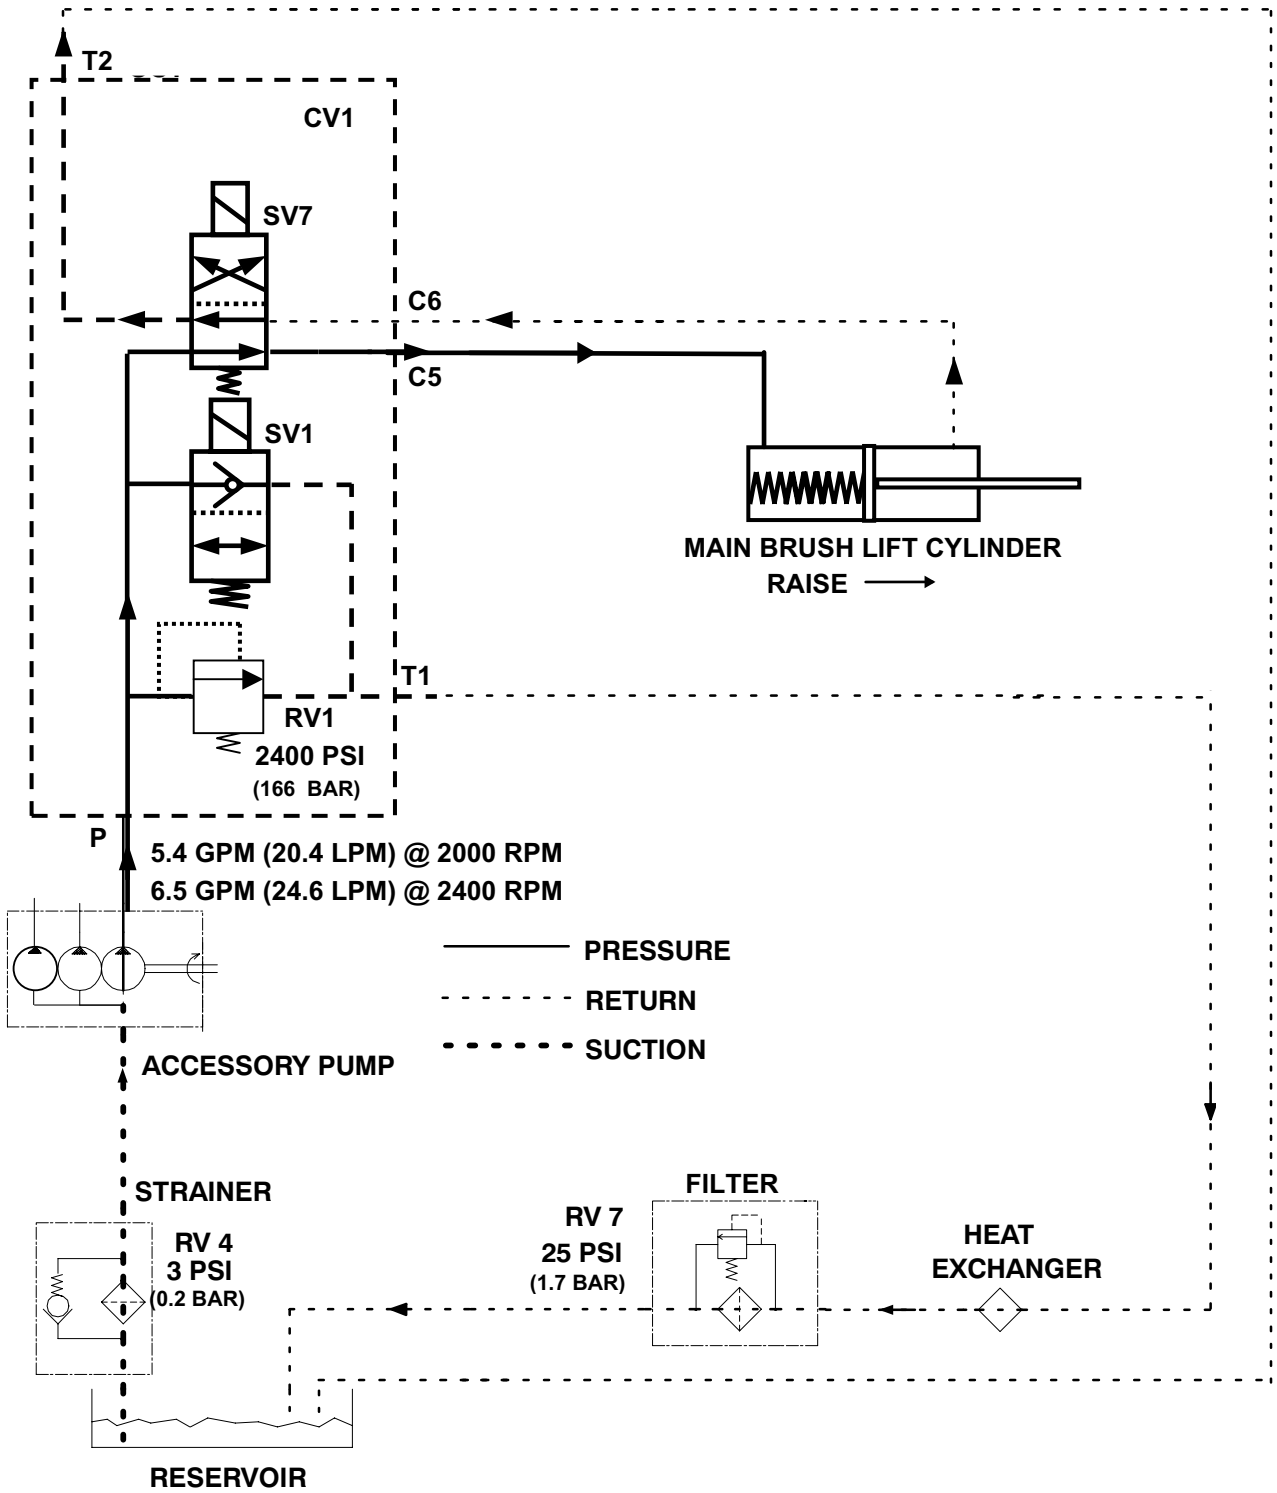 T2
CV1
SV7
C6
C5
SV1
MAIN BRUSH LIFT CYLINDER
RAISE
T1
RV1
2400 PSI
(166 BAR)
P
5.4 GPM (20.4 LPM) @ 2000 RPM
6.5 GPM (24.6 LPM) @ 2400 RPM
PRESSURE
RETURN
SUCTION
ACCESSORY PUMP
STRAINER
RV 4
3 PSI
(0.2 BAR)
FILTER
RV 7
25 PSI
(1.7 BAR)
HEAT
EXCHANGER
RESERVOIR